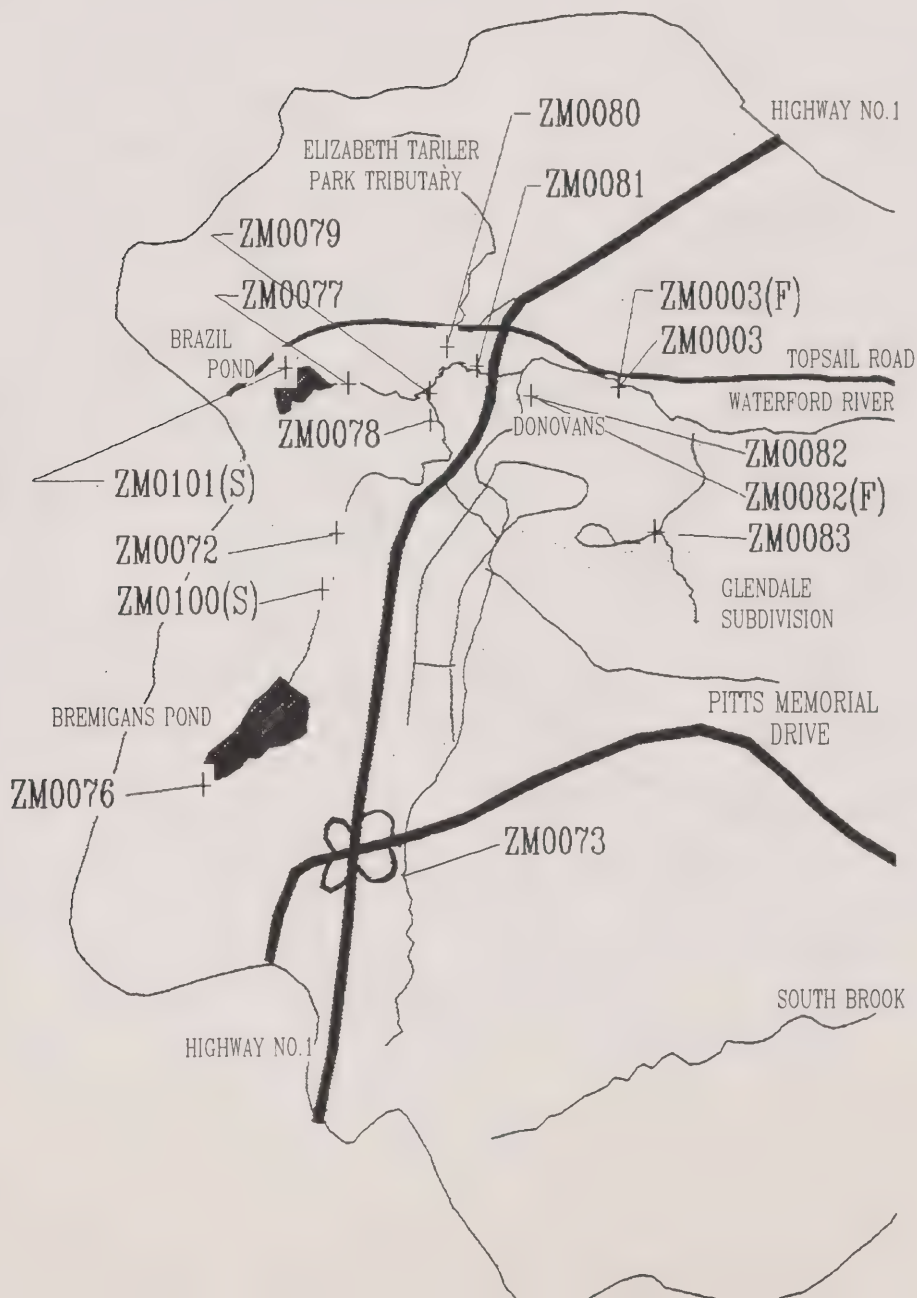 HIGHWAY NO.1
ZM0080
ELIZABETH TARILER
PARK TRIBUTARY
ZM0081
ZM0079
ZM0077
ZM0003(F)
ZM0003
BRAZIL
POND
TOPSAIL ROAD
WATERFORD RIVER
ZM0078
DONOVANS
ZM0082
ZM0101(S)
ZM0082(F)
ZM0072
ZM0083
ZM0100(S)
GLENDALE
SUBDIVISION
BREMIGANS POND
PITTS MEMORIAL
DRIVE
ZM0076
ZM0073
SOUTH BROOK
HIGHWAY NO.1